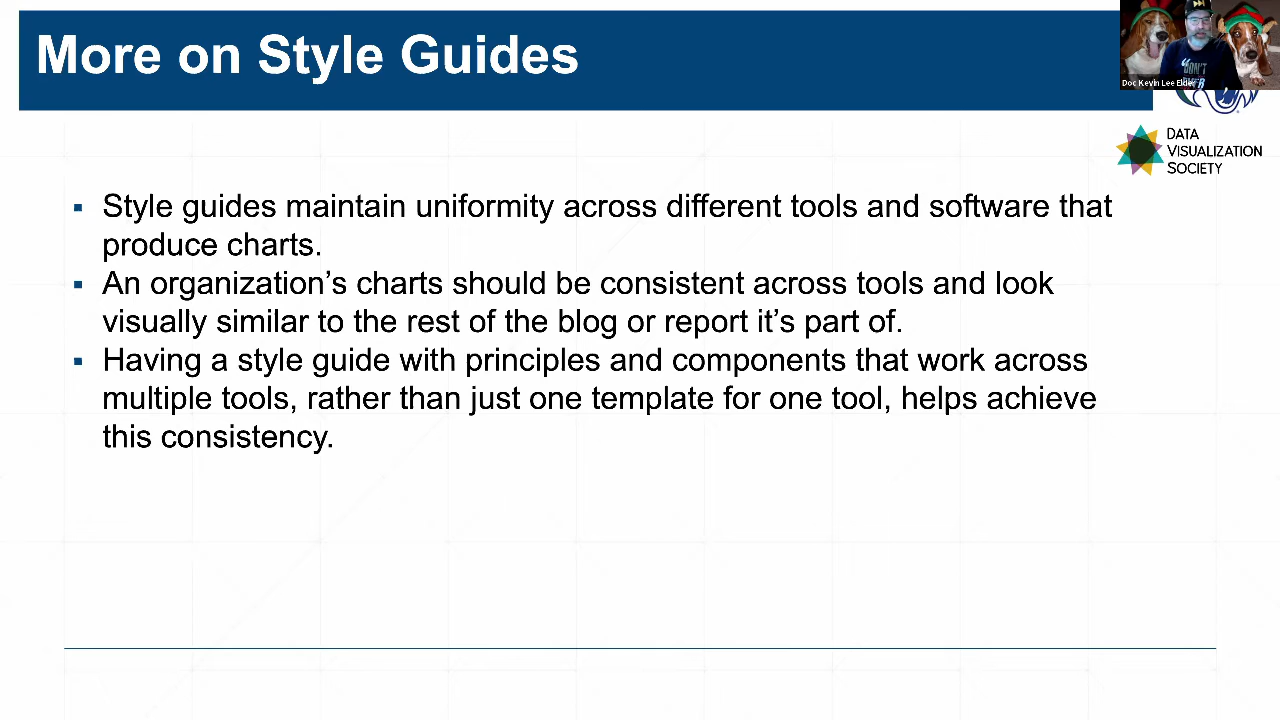 More on Style Guides
Doc Kevin Lee Elder
DATA
VISUALIZATION
SOCIETY
▪ Style guides maintain uniformity across different tools and software that
produce charts.
▪ An organization’s charts should be consistent across tools and look
visually similar to the rest of the blog or report it’s part of.
▪ Having a style guide with principles and components that work across
multiple tools, rather than just one template for one tool, helps achieve
this consistency.